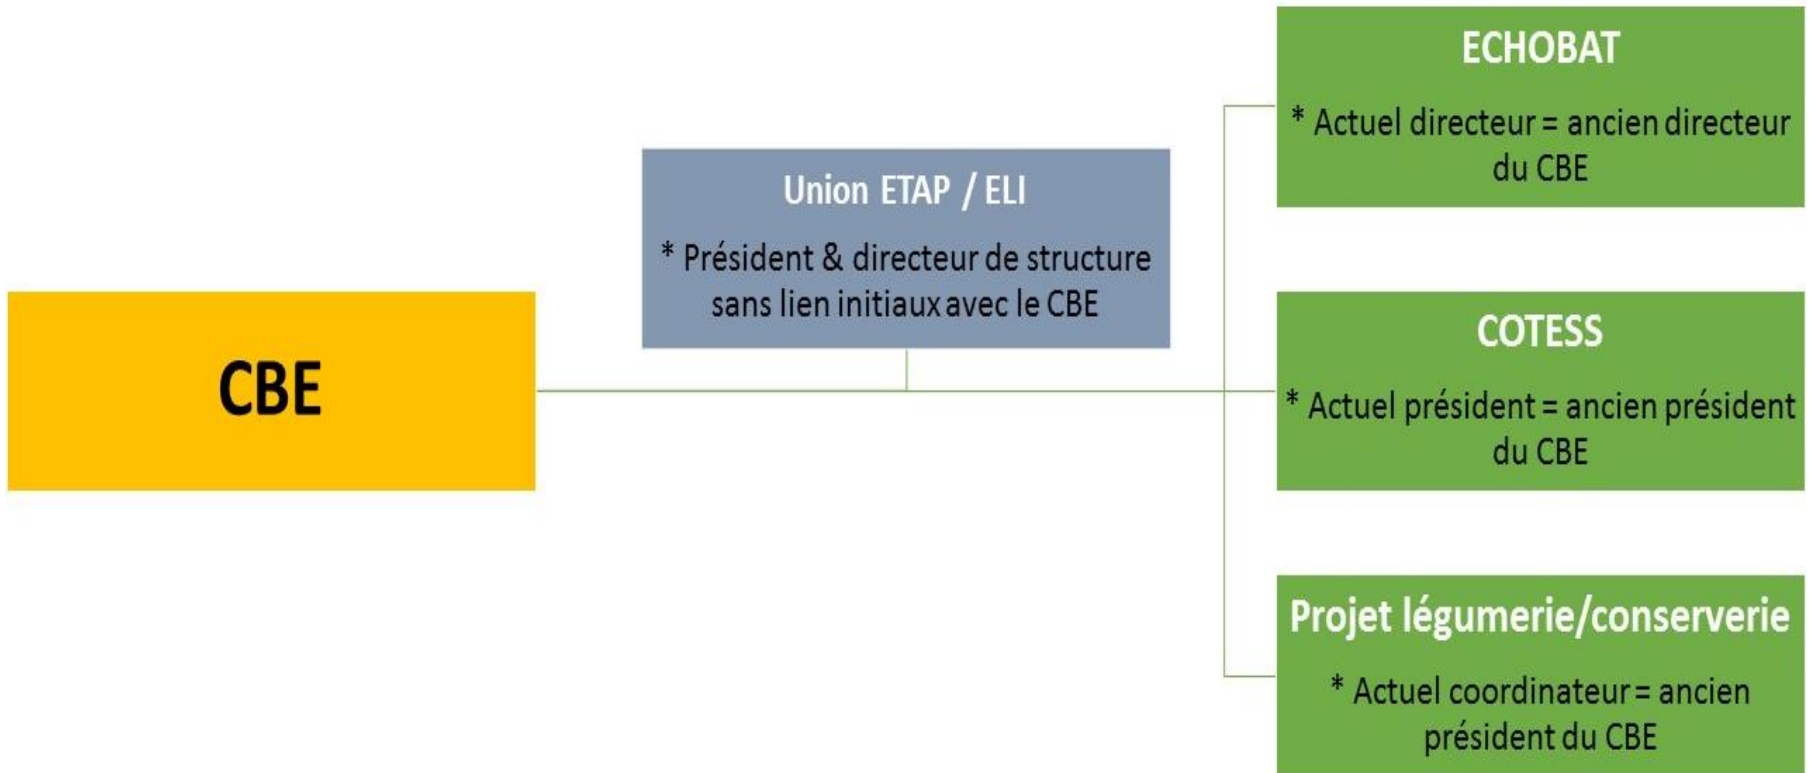 CBE
Union ETAP / ELI
* Président & directeur de structure
sans lien initiaux avec le CBE
ECHOBAT
* Actuel directeur = ancien directeur
du CBE
COTESS
* Actuel président = ancien président
du CBE
Projet légumerie/conserverie
* Actuel coordinateur = ancien
président du CBE